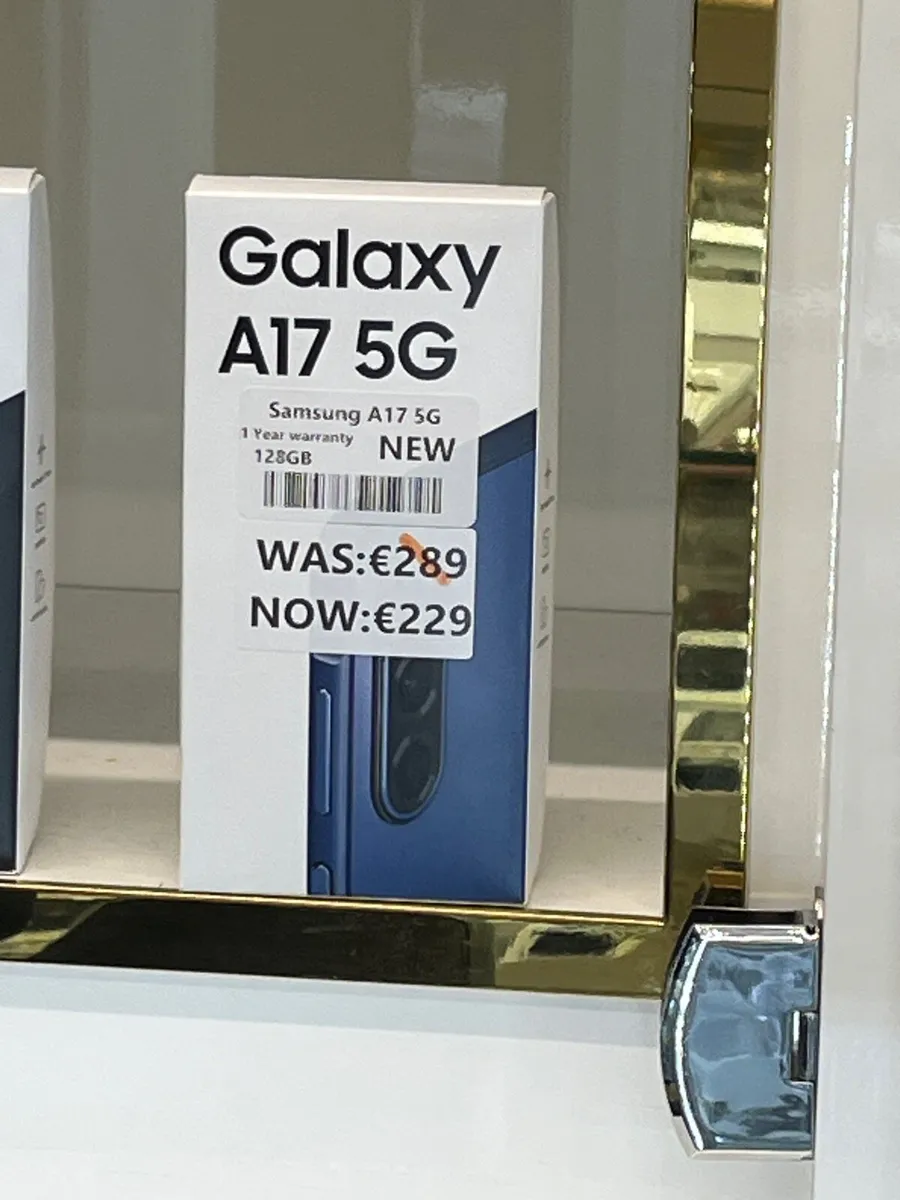 Galaxy
A17 5G
Samsung A17 5G
1 Year warranty
NEW
128GB
WAS:€289
NOW:€229